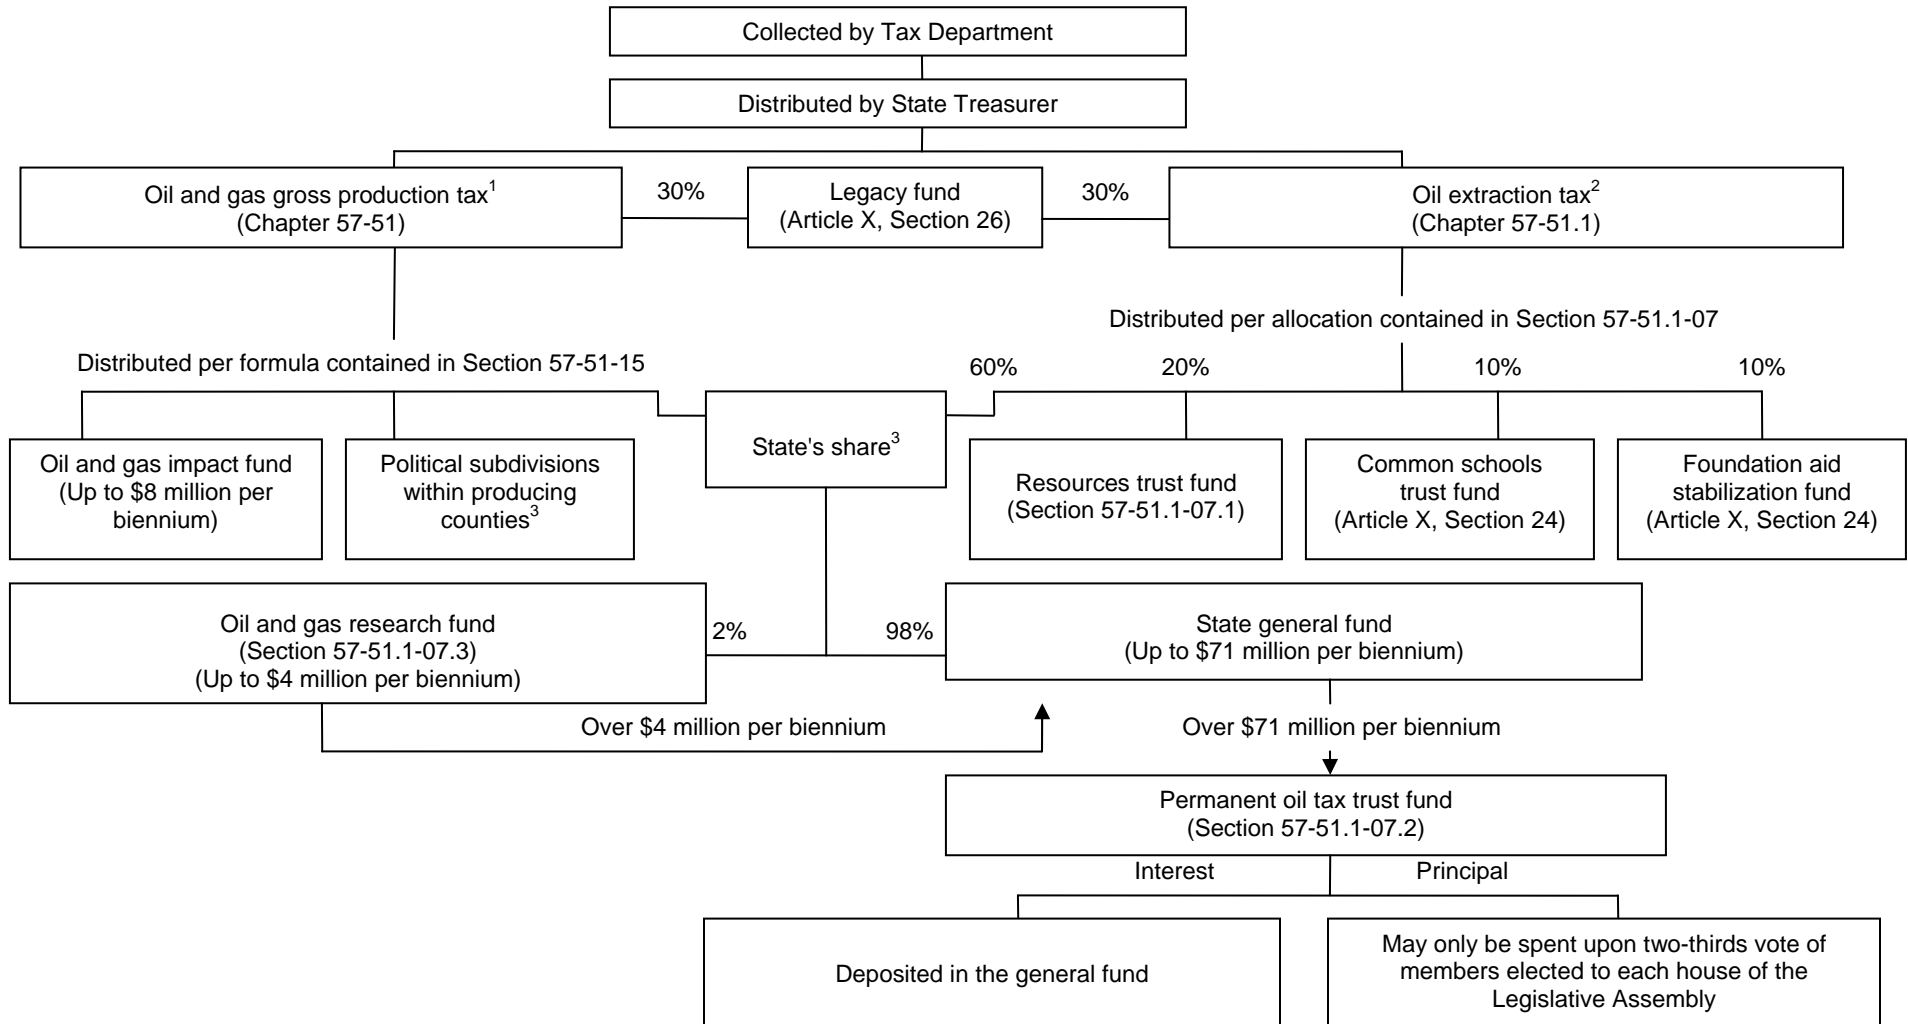 Collected by Tax Department
Distributed by State Treasurer
Oil and gas gross production tax¹
(Chapter 57-51)
30%
Legacy fund
(Article X, Section 26)
30%
Oil extraction tax²
(Chapter 57-51.1)
Distributed per allocation contained in Section 57-51.1-07
Distributed per formula contained in Section 57-51-15
60%
20%
10%
10%
State's share³
Oil and gas impact fund
(Up to $8 million per
biennium)
Political subdivisions
within producing
counties³
Resources trust fund
(Section 57-51.1-07.1)
Common schools
trust fund
(Article X, Section 24)
Foundation aid
stabilization fund
(Article X, Section 24)
Oil and gas research fund
(Section 57-51.1-07.3)
(Up to $4 million per biennium)
2%
98%
State general fund
(Up to $71 million per biennium)
Over $4 million per biennium
Over $71 million per biennium
Permanent oil tax trust fund
(Section 57-51.1-07.2)
Interest
Principal
Deposited in the general fund
May only be spent upon two-thirds vote of
members elected to each house of the
Legislative Assembly